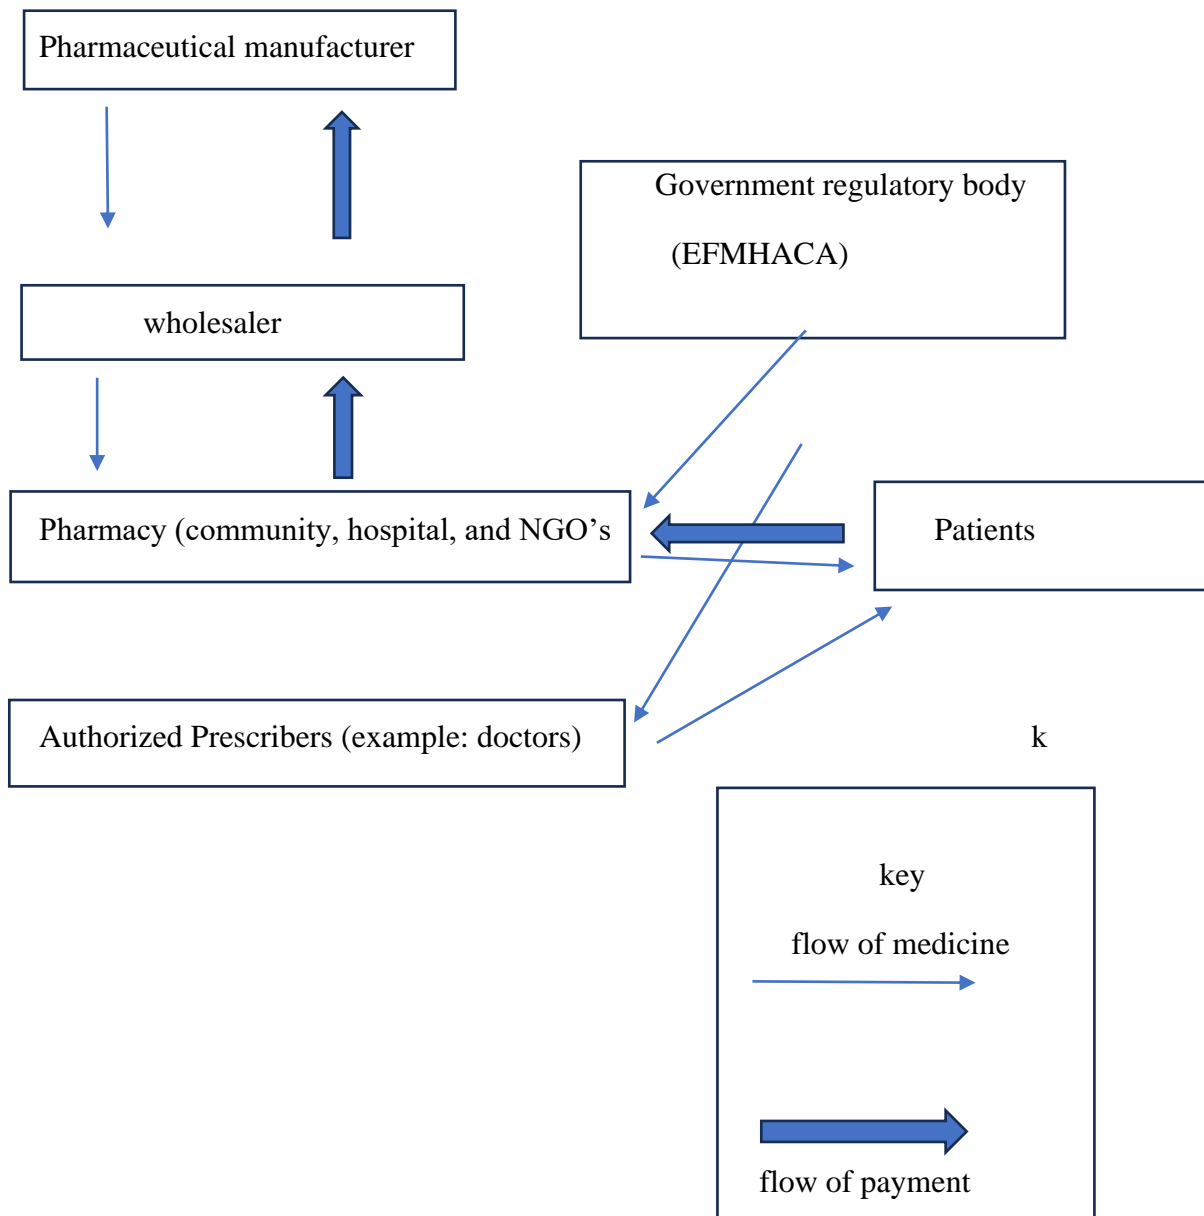 Pharmaceutical manufacturer
Government regulatory body
(EFMHACA)
wholesaler
Pharmacy (community, hospital, and NGO’s
Patients
Authorized Prescribers (example: doctors)
k
key
flow of medicine
flow of payment